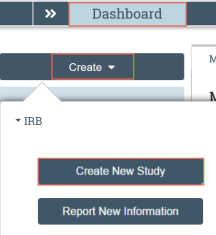 » Dashboard
Create
M
IRB
Create New Study
Report New Information